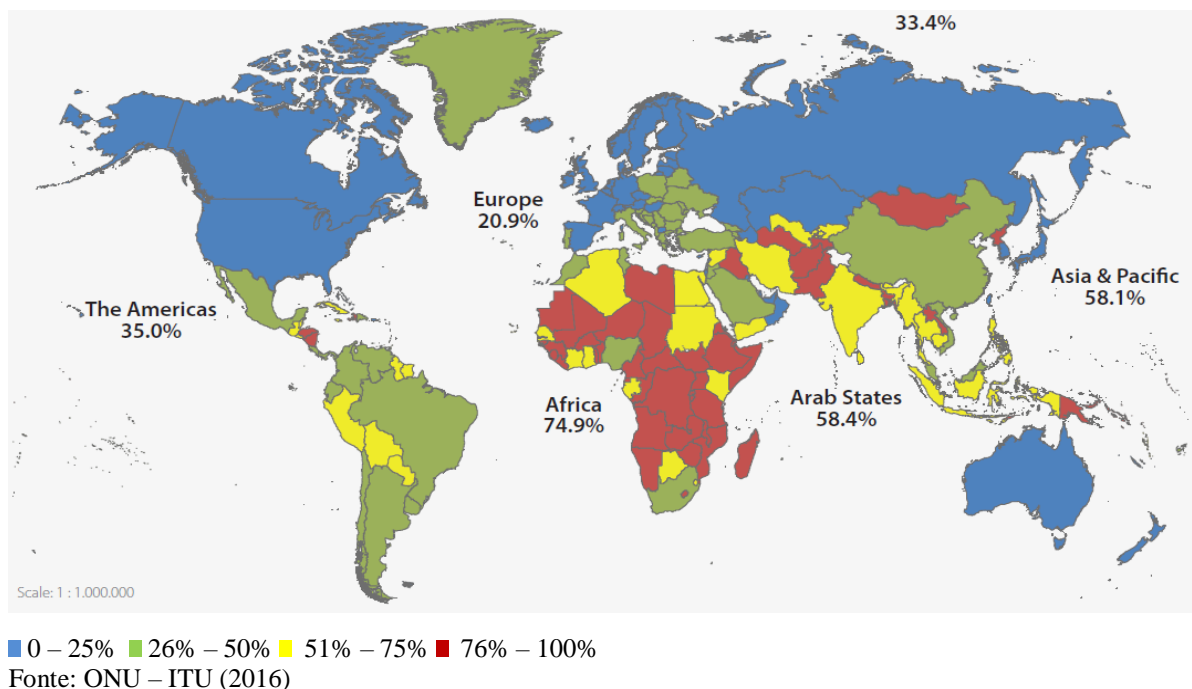 33.4%
Europe
20.9%
Asia & Pacific
58.1%
The Americas
35.0%
Africa
74.9%
Arab States
58.4%
Scale: 1 : 1.000.000
0 – 25% 26% – 50% 51% – 75% 76% – 100%
Fonte: ONU – ITU (2016)